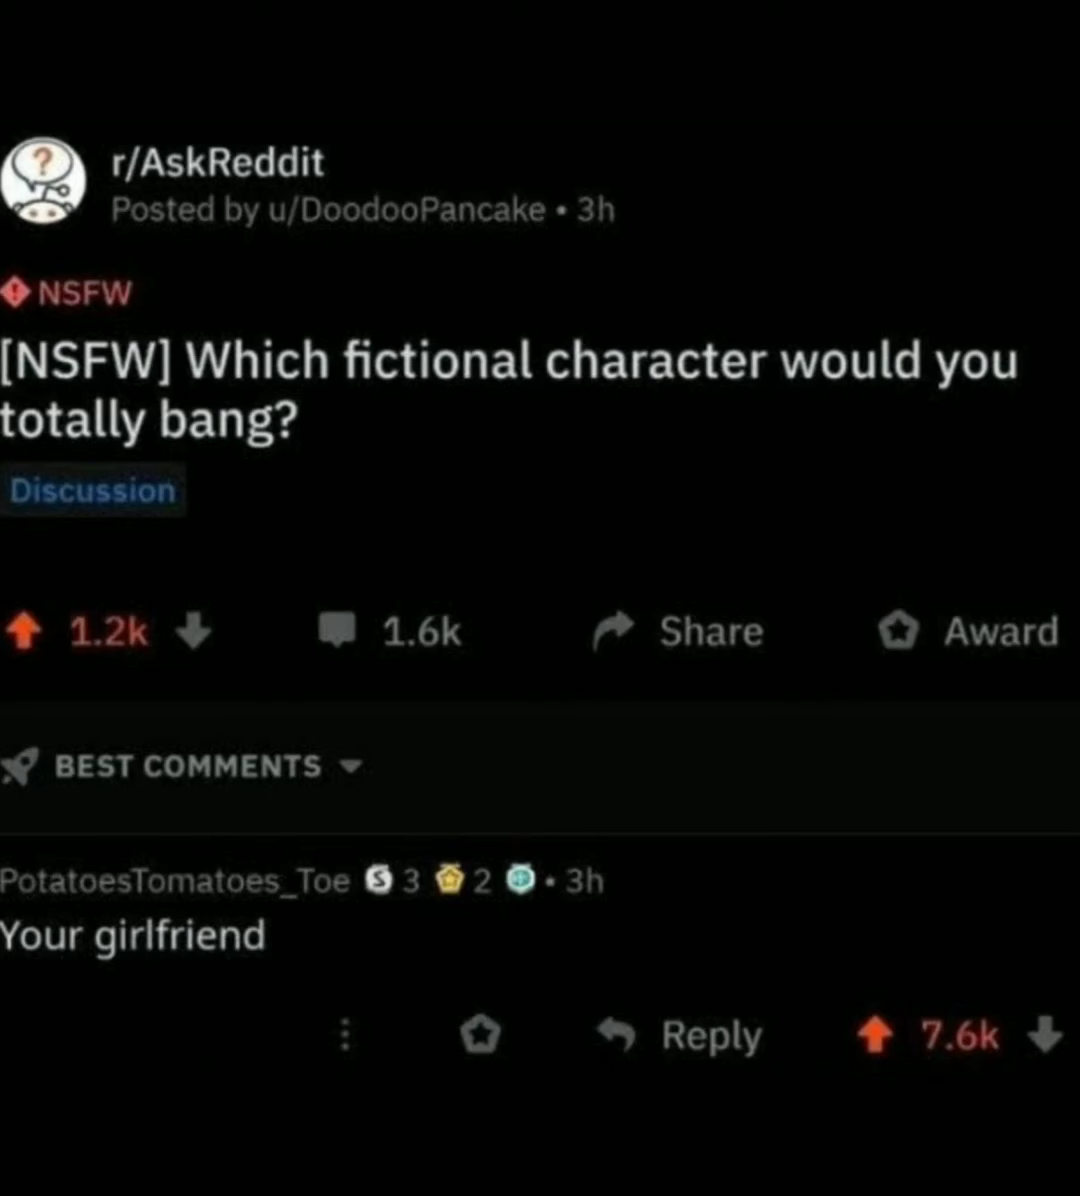 r/AskReddit
Posted by u/DoodooPancake • 3h
NSFW
[NSFW] Which fictional character would you
totally bang?
Discussion
1.2k 1.6k Share Award
BEST COMMENTS
PotatoesTomatoes_Toe S 3 2 • 3h
Your girlfriend
Reply 7.6k